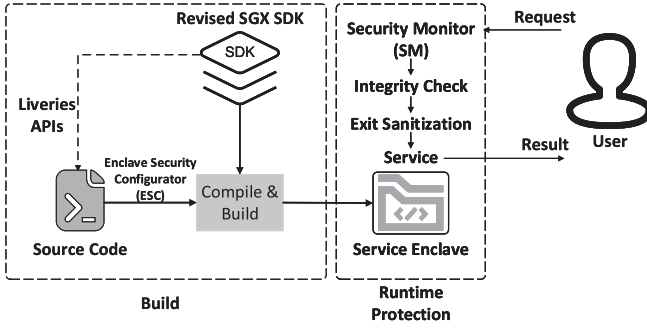 Revised SGX SDK
SDK
Liveries
APIs
Enclave Security
Configurator
(ESC)
Compile &
Build
Source Code
Build
Security Monitor
(SM)
Integrity Check
Exit Sanitization
Service
</>
Service Enclave
Runtime
Protection
Request
Result
User